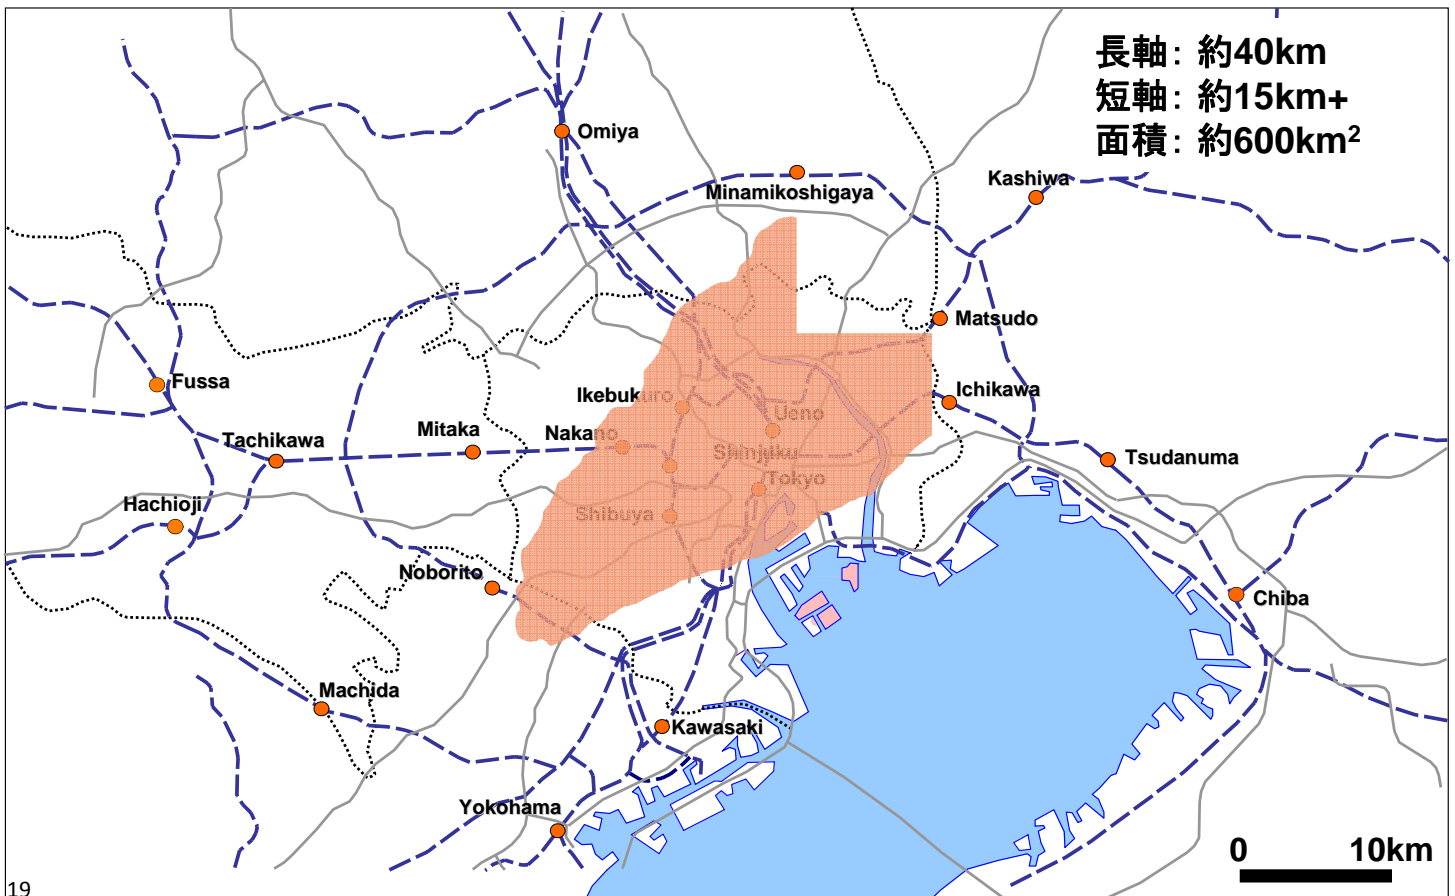 長軸： 約40km
短軸： 約15km+
面積： 約600km²
Omiya
Minamikoshigaya
Kashiwa
Matsudo
Fussa
Ikebukuro
Ichikawa
Ueno
Tachikawa
Mitaka
Nakano
Shinjuku
Tsudanuma
Tokyo
Hachioji
Shibuya
Noborito
Chiba
Machida
Kawasaki
Yokohama
0 10km
19